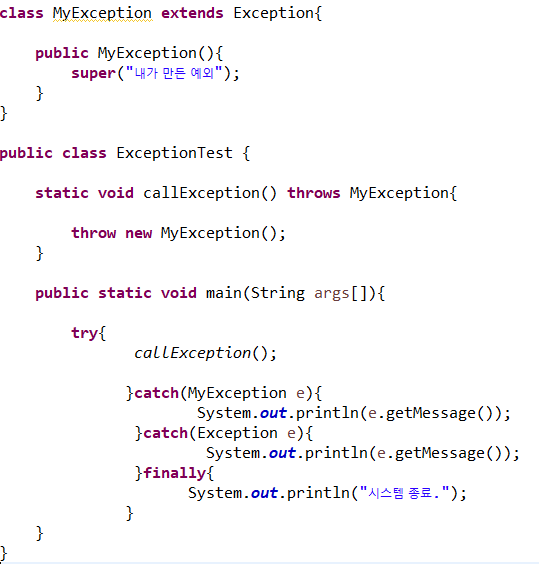 class MyException extends Exception{
public MyException(){
super("내가 만든 예외");
}
}
public class ExceptionTest {
static void callException() throws MyException{
throw new MyException();
}
public static void main(String args[]){
try{
callException();
}catch(MyException e){
System.out.println(e.getMessage());
}catch(Exception e){
System.out.println(e.getMessage());
}finally{
System.out.println("시스템 종료.");
}
}
}